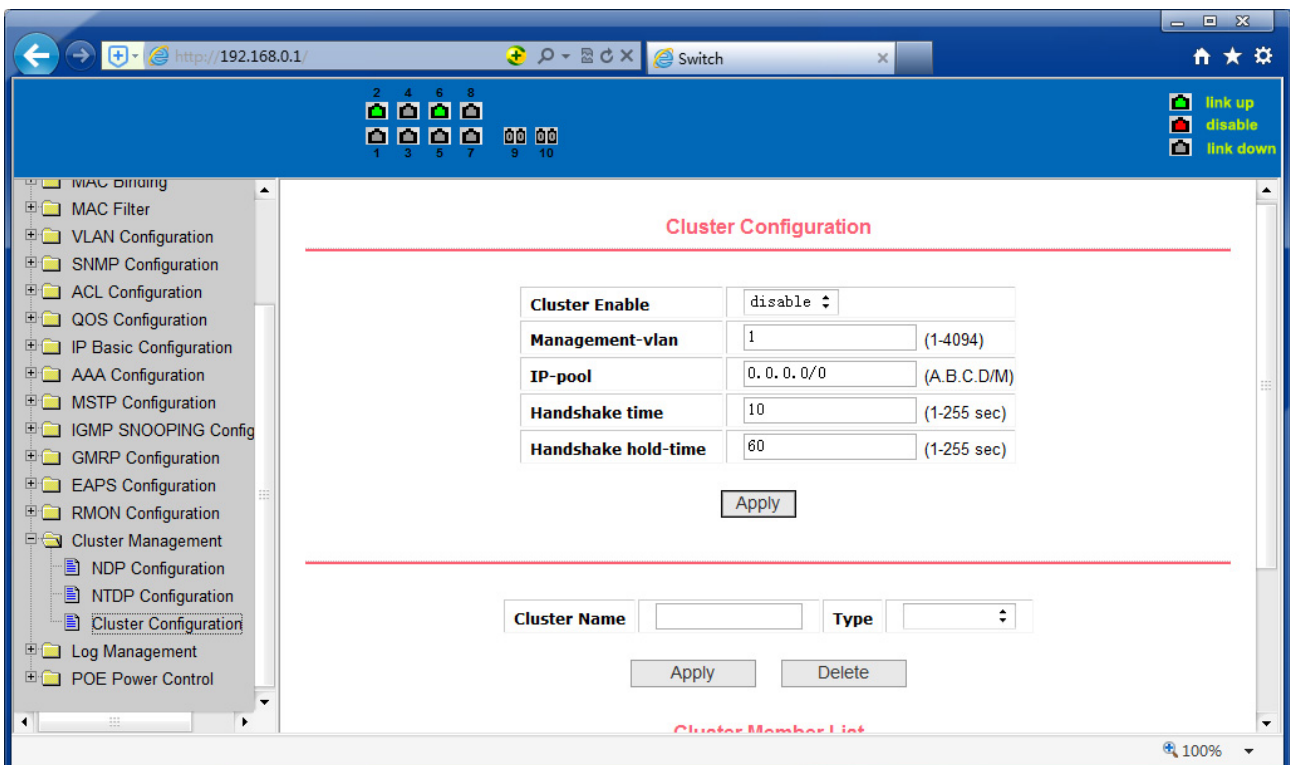 http://192.168.0.1/
Switch
2 4 6 8
1 3 5 7 9 10
link up
disable
link down
MAC Binding
MAC Filter
VLAN Configuration
SNMP Configuration
ACL Configuration
QOS Configuration
IP Basic Configuration
AAA Configuration
MSTP Configuration
IGMP SNOOPING Config
GMRP Configuration
EAPS Configuration
RMON Configuration
Cluster Management
NDP Configuration
NTDP Configuration
Cluster Configuration
Log Management
POE Power Control
Cluster Configuration
Cluster Enable disable
Management-vlan 1 (1-4094)
IP-pool 0.0.0.0/0 (A.B.C.D/M)
Handshake time 10 (1-255 sec)
Handshake hold-time 60 (1-255 sec)
Apply
Cluster Name Type
Apply Delete
Cluster Member List
100%